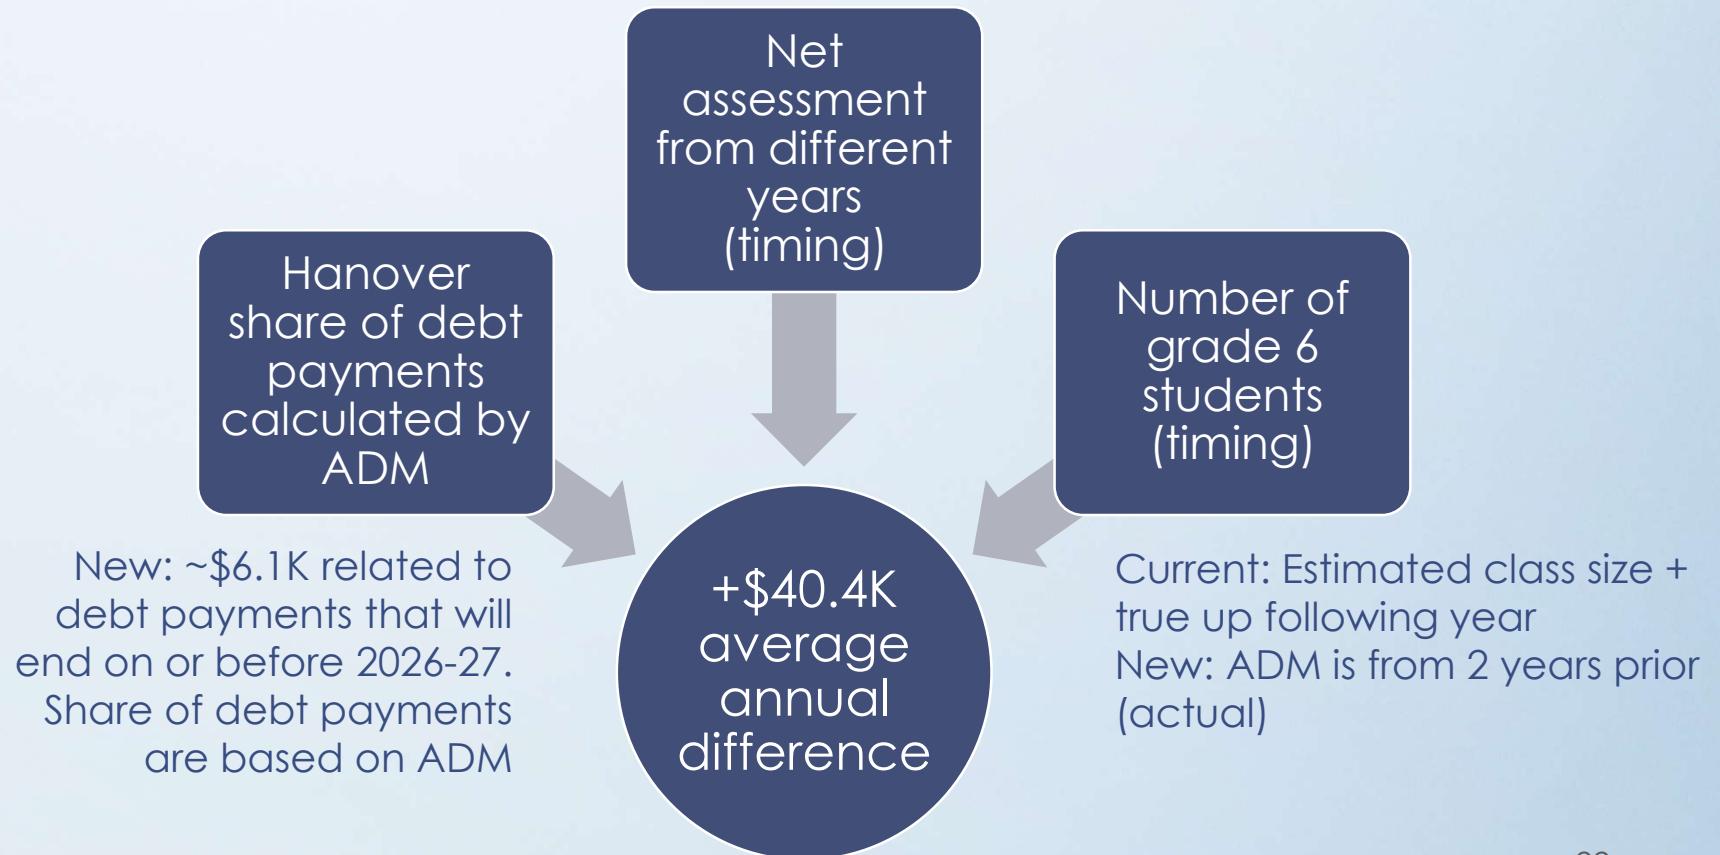 Net
assessment
from different
years
(timing)
Hanover
share of debt
payments
calculated by
ADM
Number of
grade 6
students
(timing)
New: ~$6.1K related to
debt payments that will
end on or before 2026-27.
Share of debt payments
are based on ADM
+$40.4K
average
annual
difference
Current: Estimated class size +
true up following year
New: ADM is from 2 years prior
(actual)